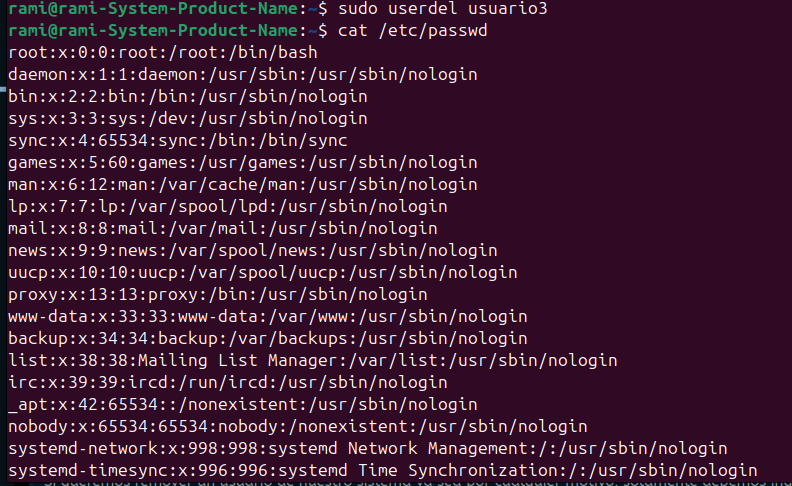 rami@rami-System-Product-Name:~$ sudo userdel usuario3
rami@rami-System-Product-Name:~$ cat /etc/passwd
root:x:0:0:root:/root:/bin/bash
daemon:x:1:1:daemon:/usr/sbin:/usr/sbin/nologin
bin:x:2:2:bin:/bin:/usr/sbin/nologin
sys:x:3:3:sys:/dev:/usr/sbin/nologin
sync:x:4:65534:sync:/bin:/bin/sync
games:x:5:60:games:/usr/games:/usr/sbin/nologin
man:x:6:12:man:/var/cache/man:/usr/sbin/nologin
lp:x:7:7:lp:/var/spool/lpd:/usr/sbin/nologin
mail:x:8:8:mail:/var/mail:/usr/sbin/nologin
news:x:9:9:news:/var/spool/news:/usr/sbin/nologin
uucp:x:10:10:uucp:/var/spool/uucp:/usr/sbin/nologin
proxy:x:13:13:proxy:/bin:/usr/sbin/nologin
www-data:x:33:33:www-data:/var/www:/usr/sbin/nologin
backup:x:34:34:backup:/var/backups:/usr/sbin/nologin
list:x:38:38:Mailing List Manager:/var/list:/usr/sbin/nologin
irc:x:39:39:ircd:/run/ircd:/usr/sbin/nologin
_apt:x:42:65534::/nonexistent:/usr/sbin/nologin
nobody:x:65534:65534:nobody:/nonexistent:/usr/sbin/nologin
systemd-network:x:998:998:systemd Network Management:/:/usr/sbin/nologin
systemd-timesync:x:996:996:systemd Time Synchronization:/:/usr/sbin/nologin